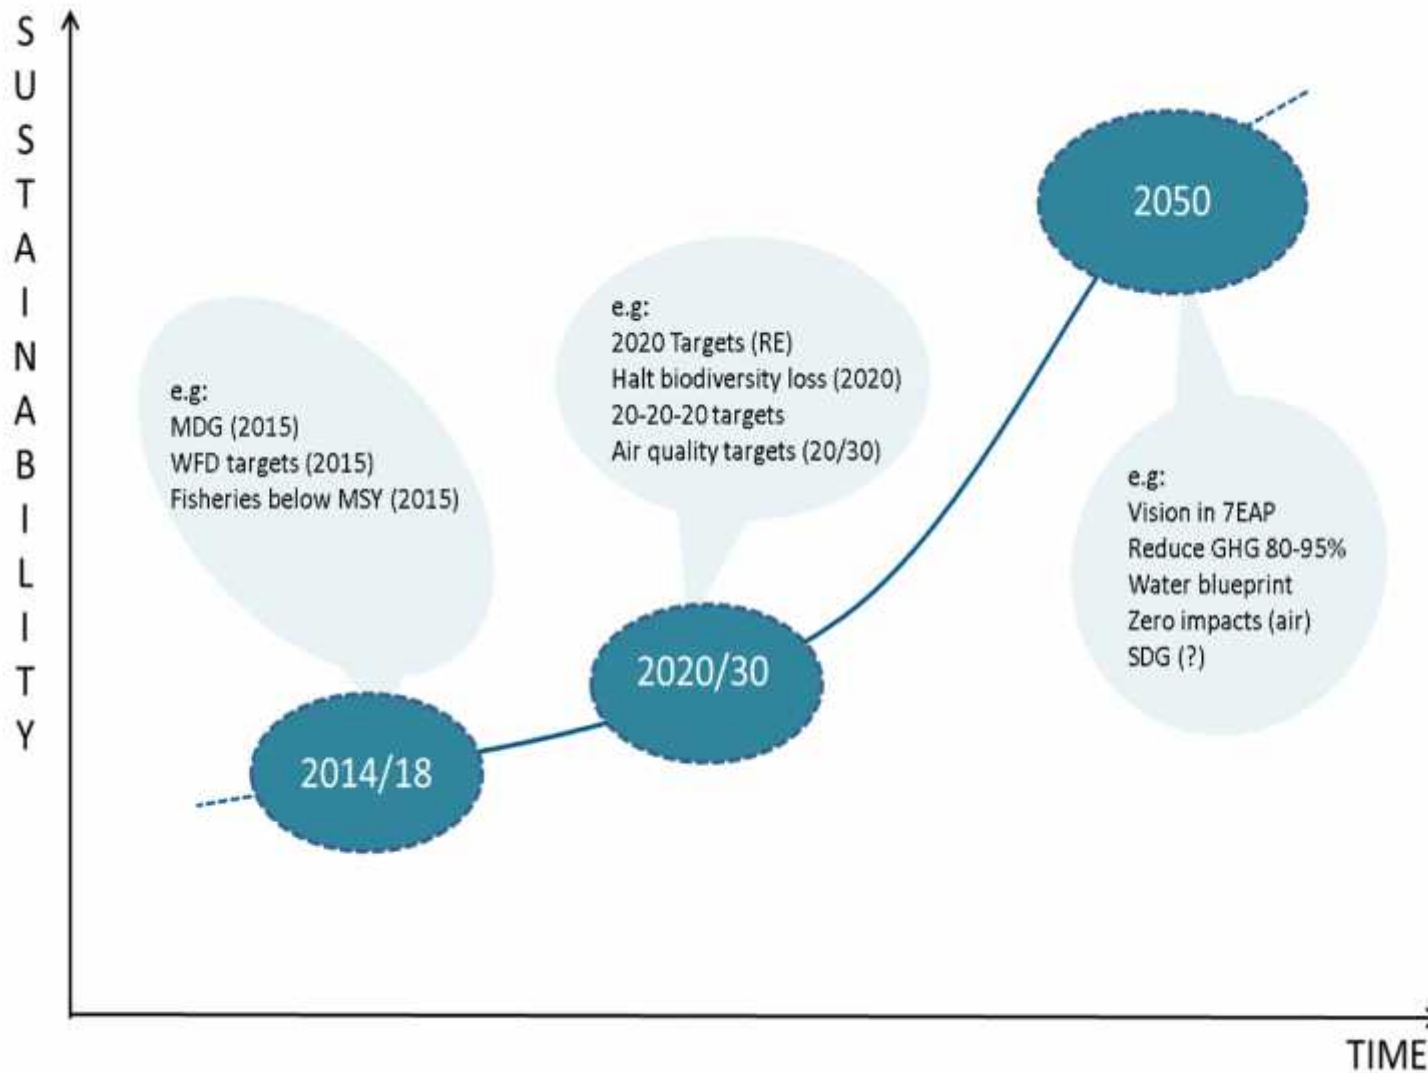 SUSTAINABILITY
e.g:
MDG (2015)
WFD targets (2015)
Fisheries below MSY (2015)
2014/18
e.g:
2020 Targets (RE)
Halt biodiversity loss (2020)
20-20-20 targets
Air quality targets (20/30)
2020/30
2050
e.g:
Vision in 7EAP
Reduce GHG 80-95%
Water blueprint
Zero impacts (air)
SDG (?)
TIME